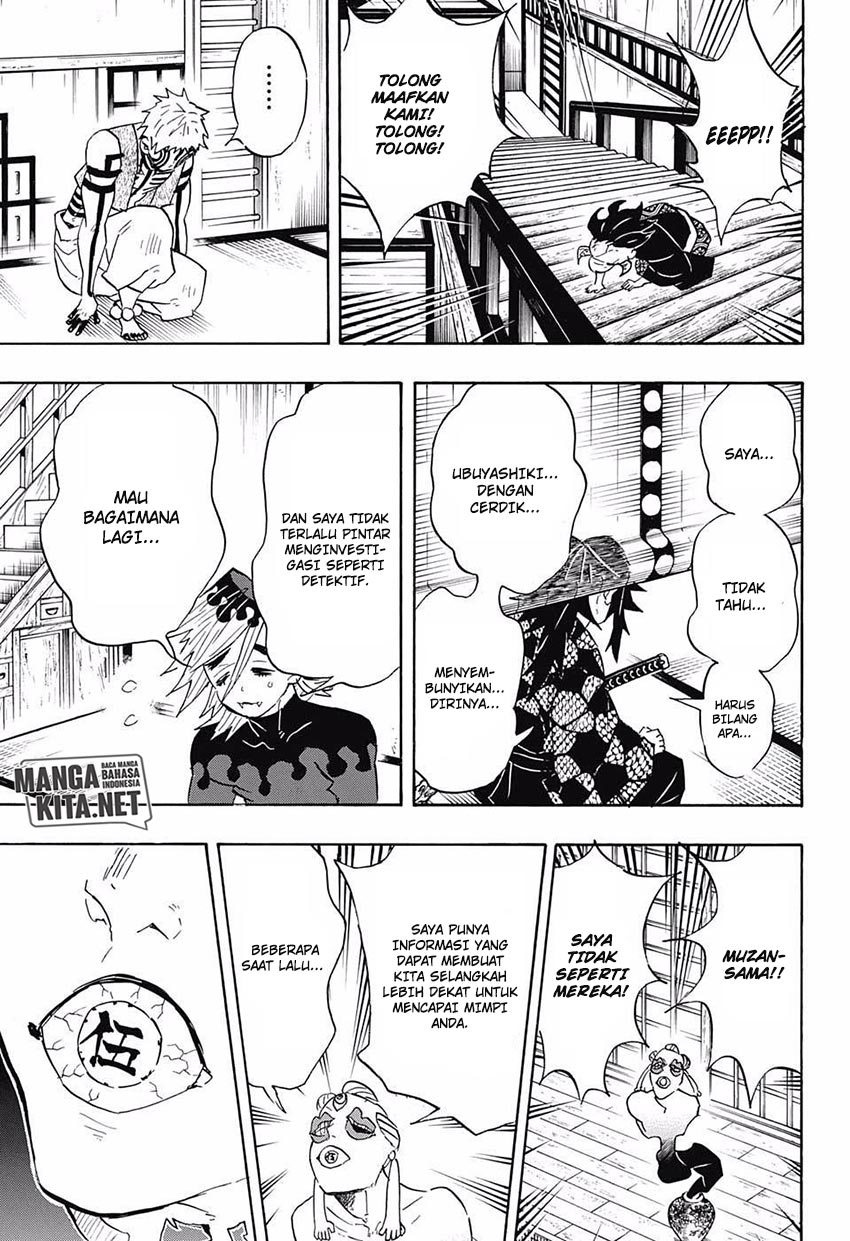 EEEPP!!
TOLONG
MAAFKAN
KAMI!
TOLONG!
TOLONG!
......
SAYA...
TIDAK
TAHU...
HARUS
BILANG
APA...
UBUYASHIKI...
DENGAN
CERDIK...
MENYEM-
BUNYIKAN...
DIRINYA...
DAN SAYA TIDAK
TERLALU PINTAR
MENGINVESTI-
GASI SEPERTI
DETEKTIF.
MAU
BAGAIMANA
LAGI...
MANGA
KITA.NET
BACA MANGA
BAHASA
INDONESIA
MUZAN-
SAMA!!
SAYA
TIDAK
SEPERTI
MEREKA!
SAYA PUNYA
INFORMASI YANG
DAPAT MEMBUAT
KITA SELANGKAH
LEBIH DEKAT UNTUK
MENCAPAI MIMPI
ANDA.
BEBERAPA
SAAT LALU...
伍